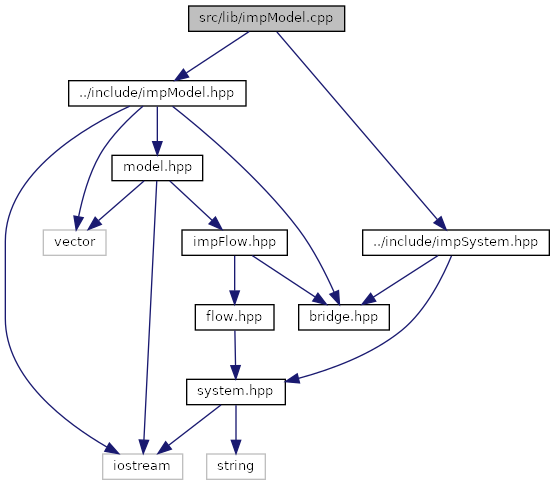 src/lib/impModel.cpp
../include/impModel.hpp
model.hpp
vector
impFlow.hpp
../include/impSystem.hpp
flow.hpp
bridge.hpp
system.hpp
iostream
string